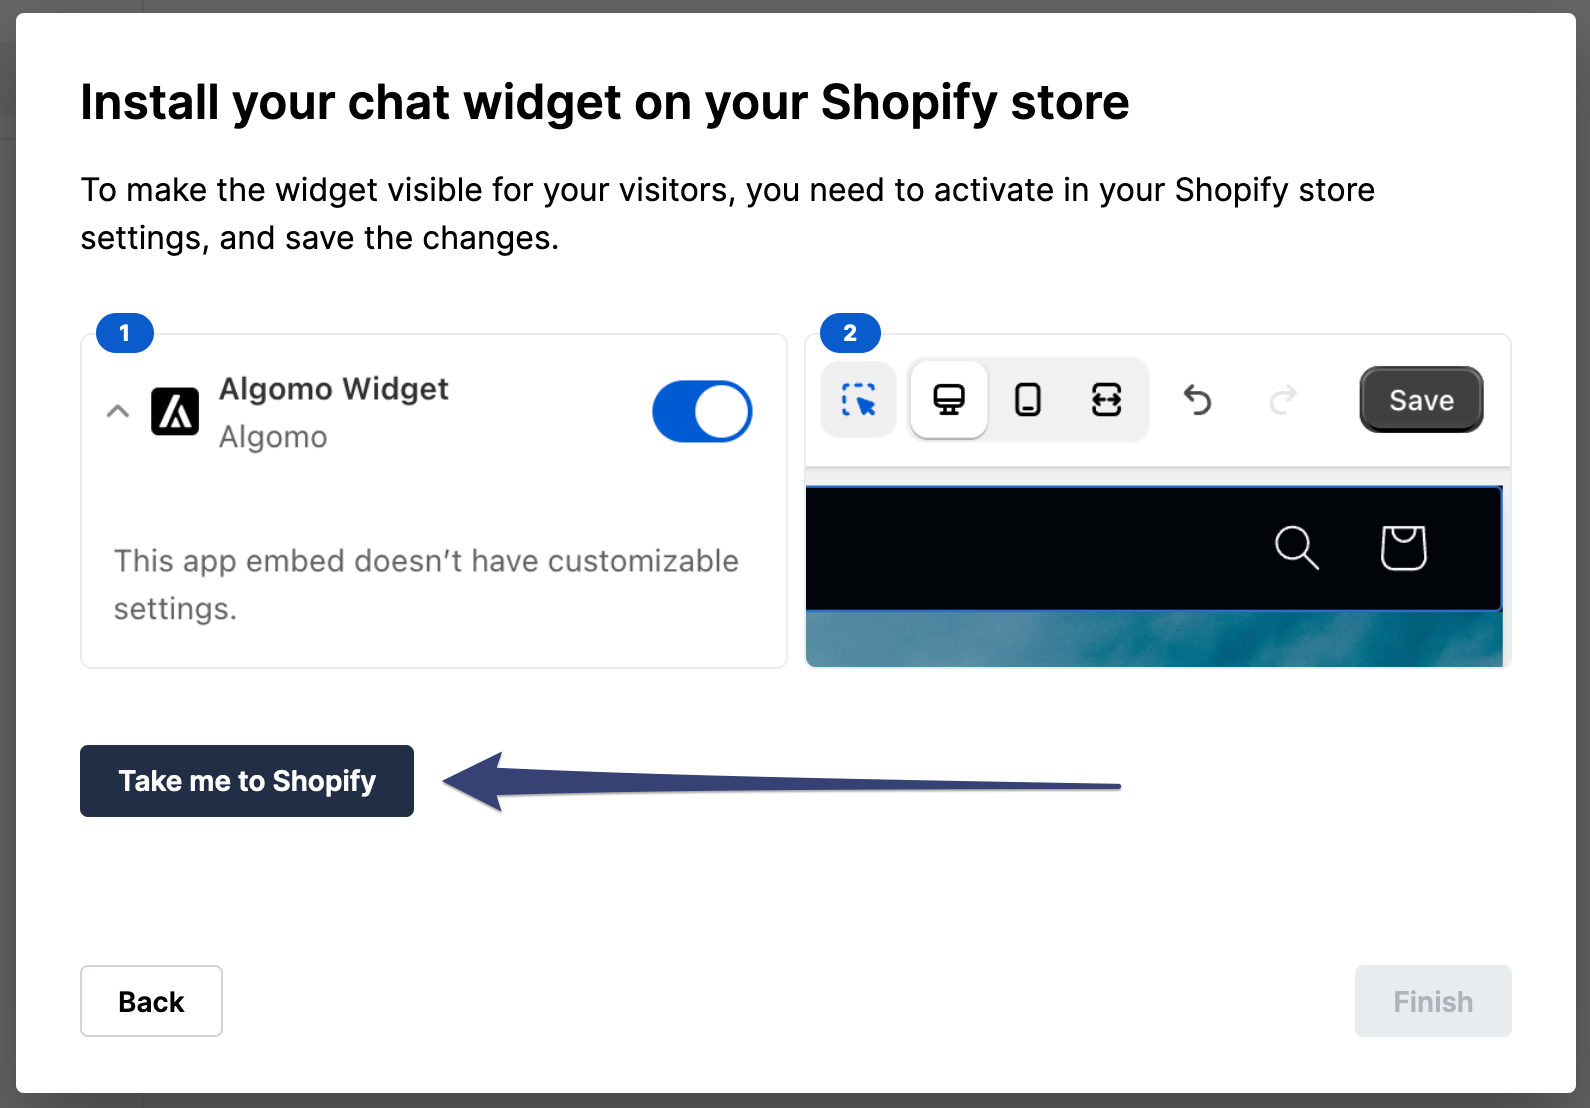 Install your chat widget on your Shopify store
To make the widget visible for your visitors, you need to activate in your Shopify store
settings, and save the changes.
1
Algomo Widget
Algomo
This app embed doesn’t have customizable
settings.
2
Save
Take me to Shopify
Back
Finish